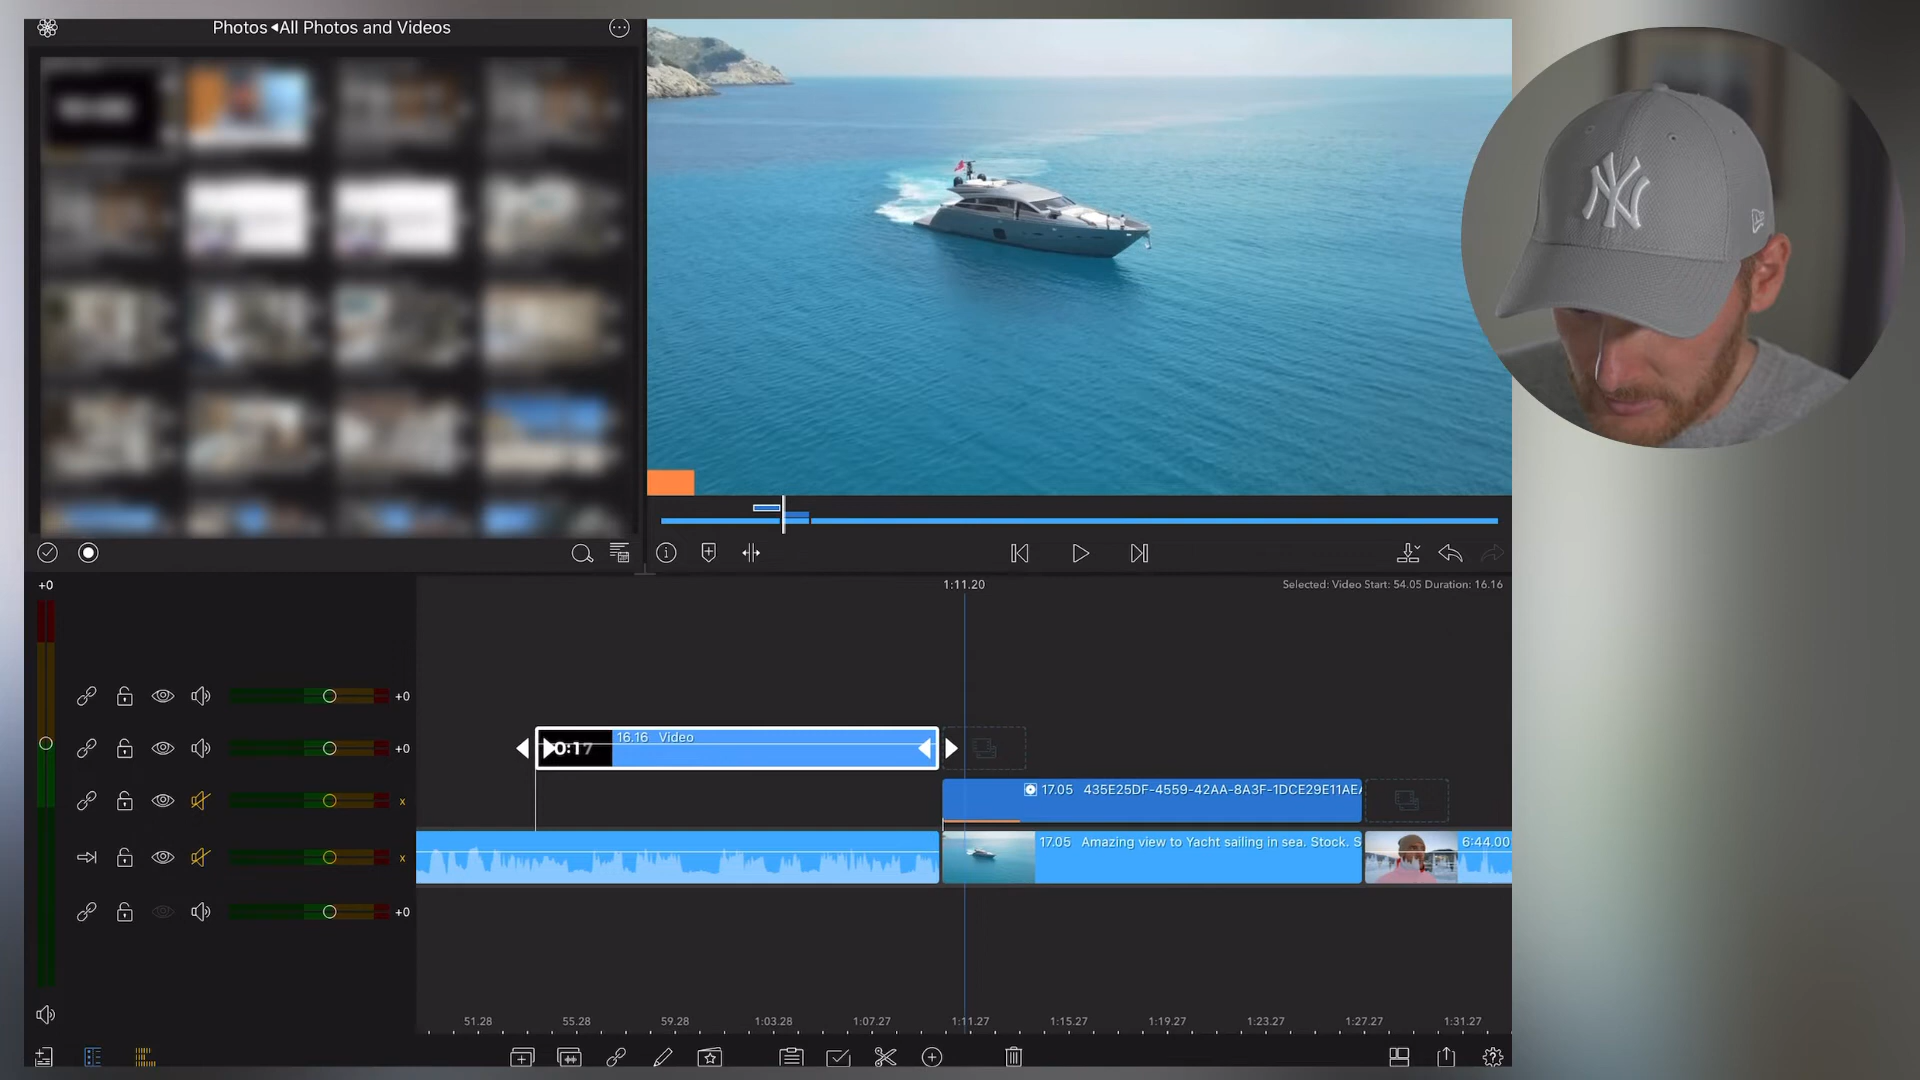 Photos ◂All Photos and Videos
NY
+0
1:11.20
Selected: Video Start: 54.05 Duration: 16.16
+0
0:17
16.16 Video
+0
x
17.05 435E25DF-4559-42AA-8A3F-1DCE29E11AE
x
17.05 Amazing view to Yacht sailing in sea. Stock. S
6:44.00
+0
51.28 55.28 59.28 1:03.28 1:07.27 1:11.27 1:15.27 1:19.27 1:23.27 1:27.27 1:31.27